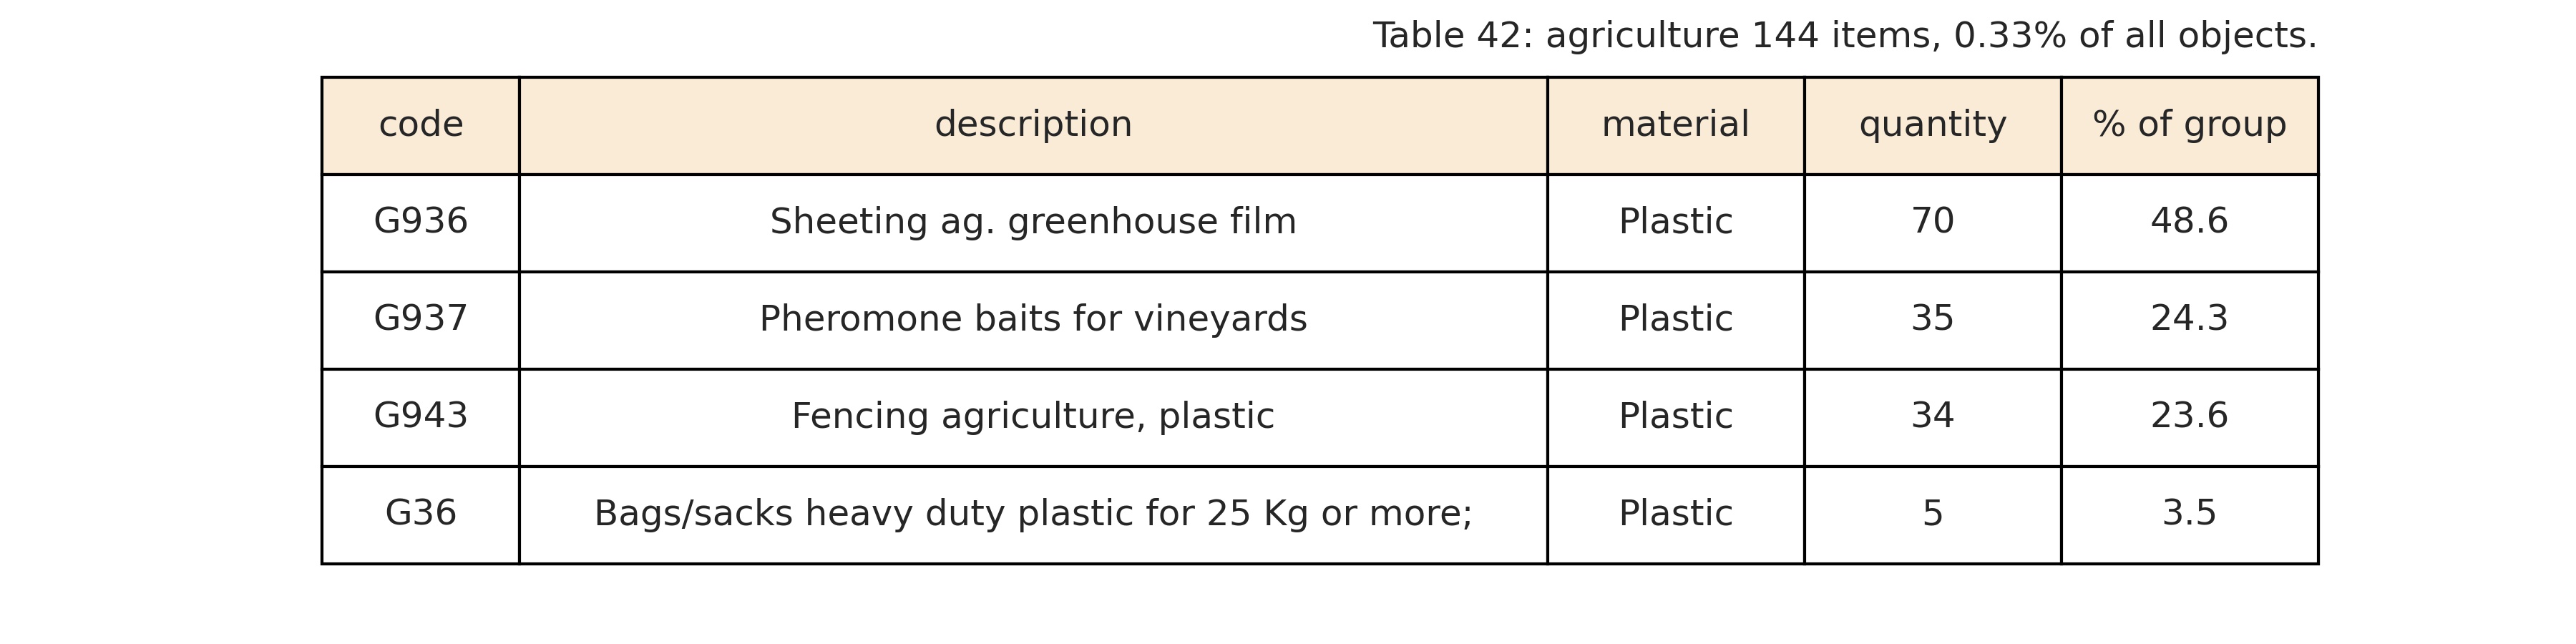 Table 42: agriculture 144 items, 0.33% of all objects.
code description material quantity % of group
G936 Sheeting ag. greenhouse film Plastic 70 48.6
G937 Pheromone baits for vineyards Plastic 35 24.3
G943 Fencing agriculture, plastic Plastic 34 23.6
G36 Bags/sacks heavy duty plastic for 25 Kg or more; Plastic 5 3.5